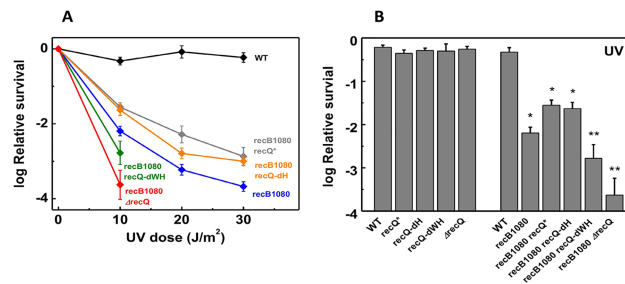 A
0
-2
-4
log Relative survival
0
10
20
30
UV dose (J/m²)
WT
recB1080
recQ*
recB1080
recQ-dH
recB1080
recB1080
recQ-dWH
recB1080
ΔrecQ
B
UV
-0
-1
-2
-3
-4
log Relative survival
*
*
*
**
**
WT
recQ*
recQ-dH
recQ-dWH
ΔrecQ
WT
recB1080
recB1080 recQ*
recB1080 recQ-dH
recB1080 recQ-dWH
recB1080 ΔrecQ